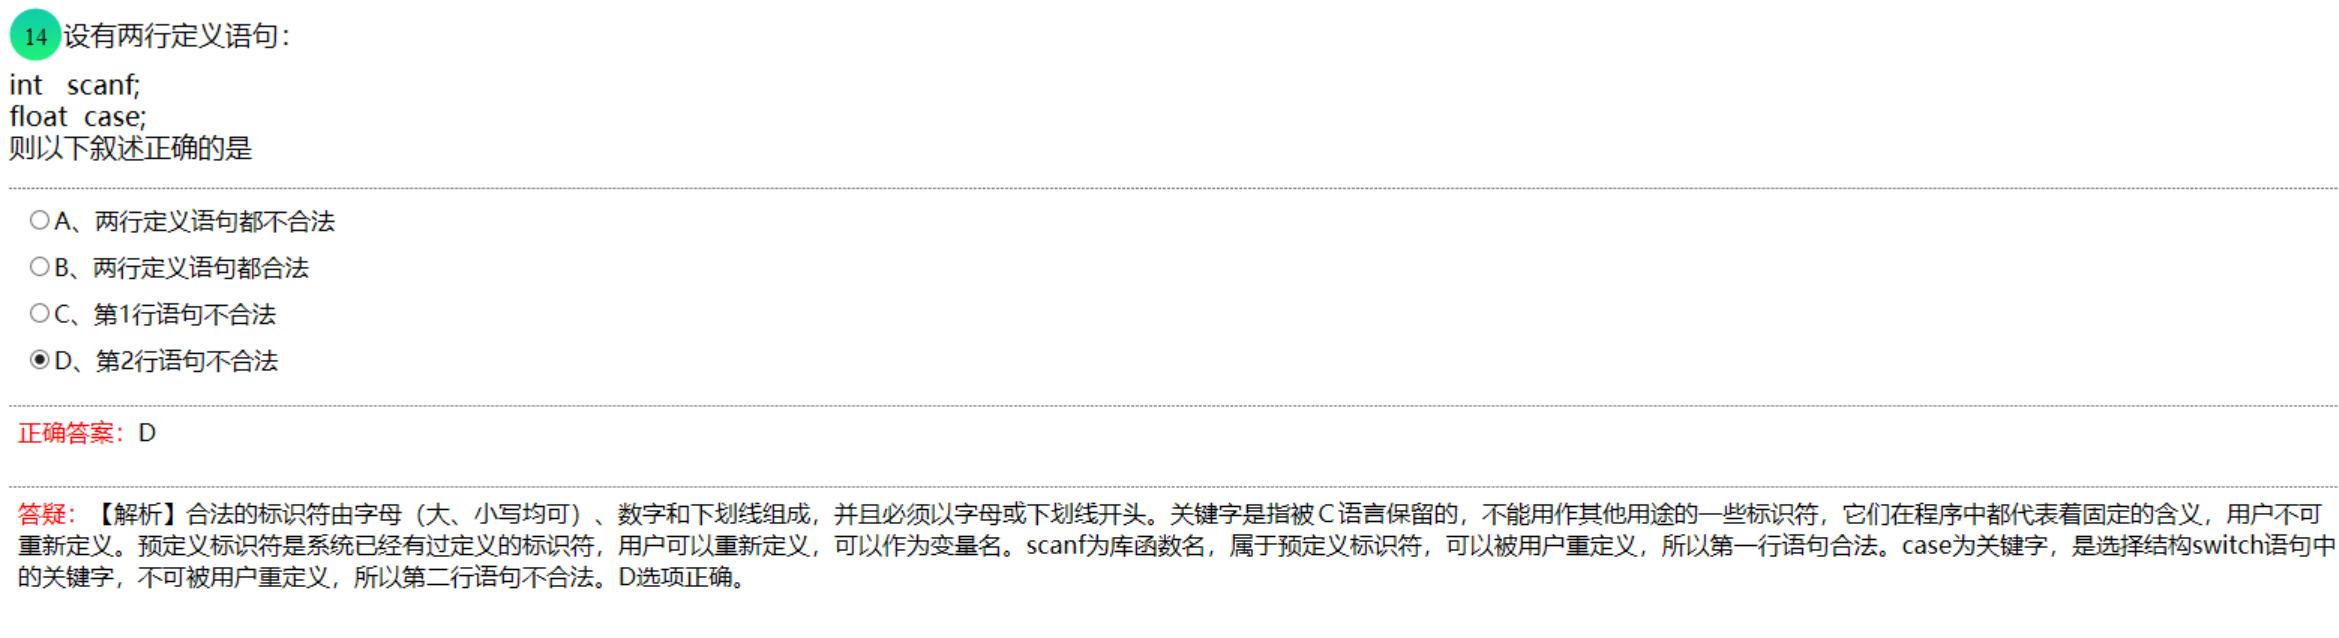 14 设有两行定义语句：
int scanf;
float case;
则以下叙述正确的是
A、两行定义语句都不合法
B、两行定义语句都合法
C、第1行语句不合法
D、第2行语句不合法
正确答案：D
答疑：【解析】合法的标识符由字母（大、小写均可）、数字和下划线组成，并且必须以字母或下划线开头。关键字是指被Ｃ语言保留的，不能用作其他用途的一些标识符，它们在程序中都代表着固定的含义，用户不可
重新定义。预定义标识符是系统已经有过定义的标识符，用户可以重新定义，可以作为变量名。scanf为库函数名，属于预定义标识符，可以被用户重定义，所以第一行语句合法。case为关键字，是选择结构switch语句中
的关键字，不可被用户重定义，所以第二行语句不合法。D选项正确。